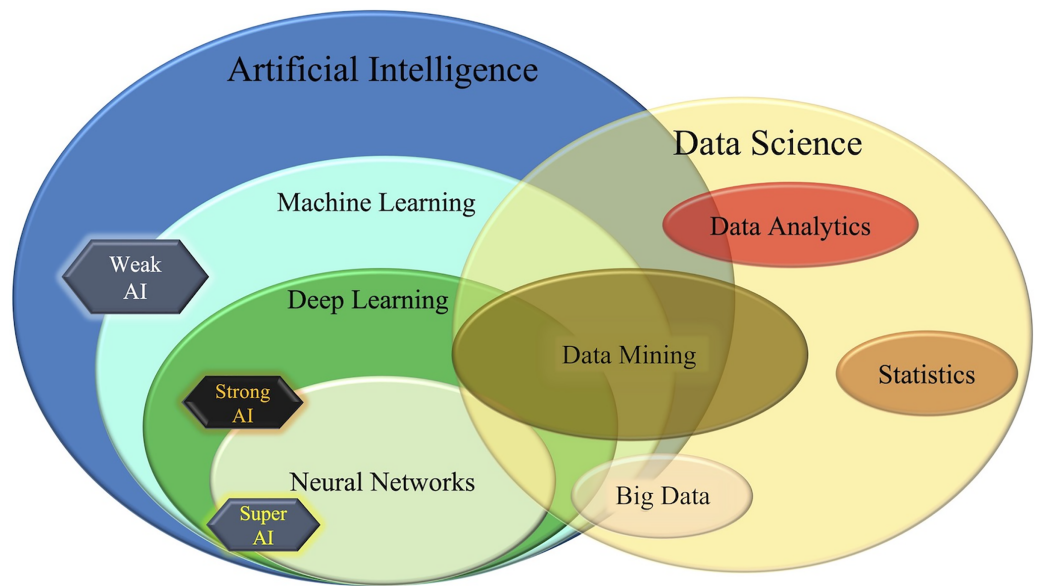 Artificial Intelligence
Data Science
Machine Learning
Data Analytics
Weak
AI
Deep Learning
Data Mining
Statistics
Strong
AI
Neural Networks
Big Data
Super
AI